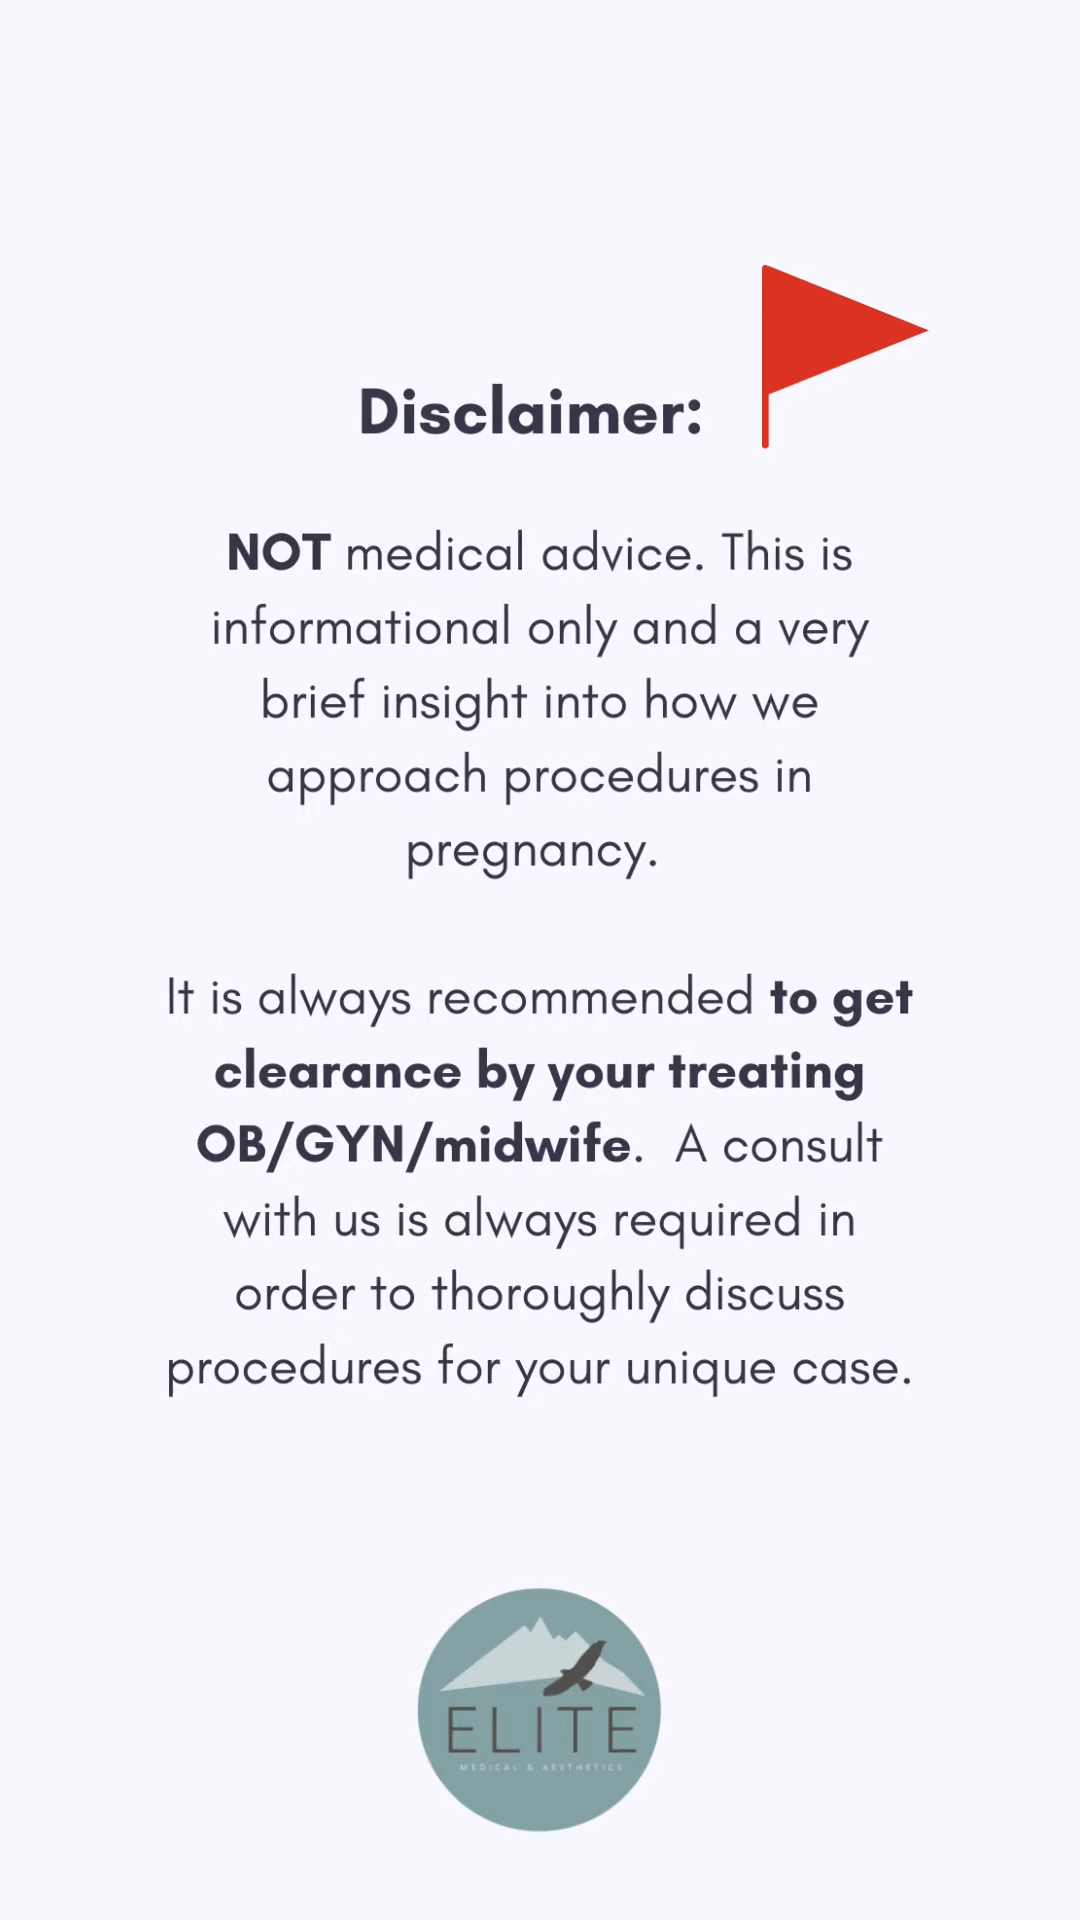 Disclaimer:
NOT medical advice. This is
informational only and a very
brief insight into how we
approach procedures in
pregnancy.
It is always recommended to get
clearance by your treating
OB/GYN/midwife.  A consult
with us is always required in
order to thoroughly discuss
procedures for your unique case.
ELITE
MEDICAL & AESTHETICS